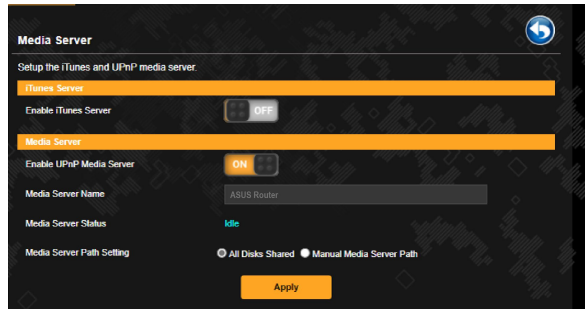 Media Server
Setup the iTunes and UPnP media server.
iTunes Server
Enable iTunes Server OFF
Media Server
Enable UPnP Media Server ON
Media Server Name ASUS Router
Media Server Status Idle
Media Server Path Setting All Disks Shared Manual Media Server Path
Apply